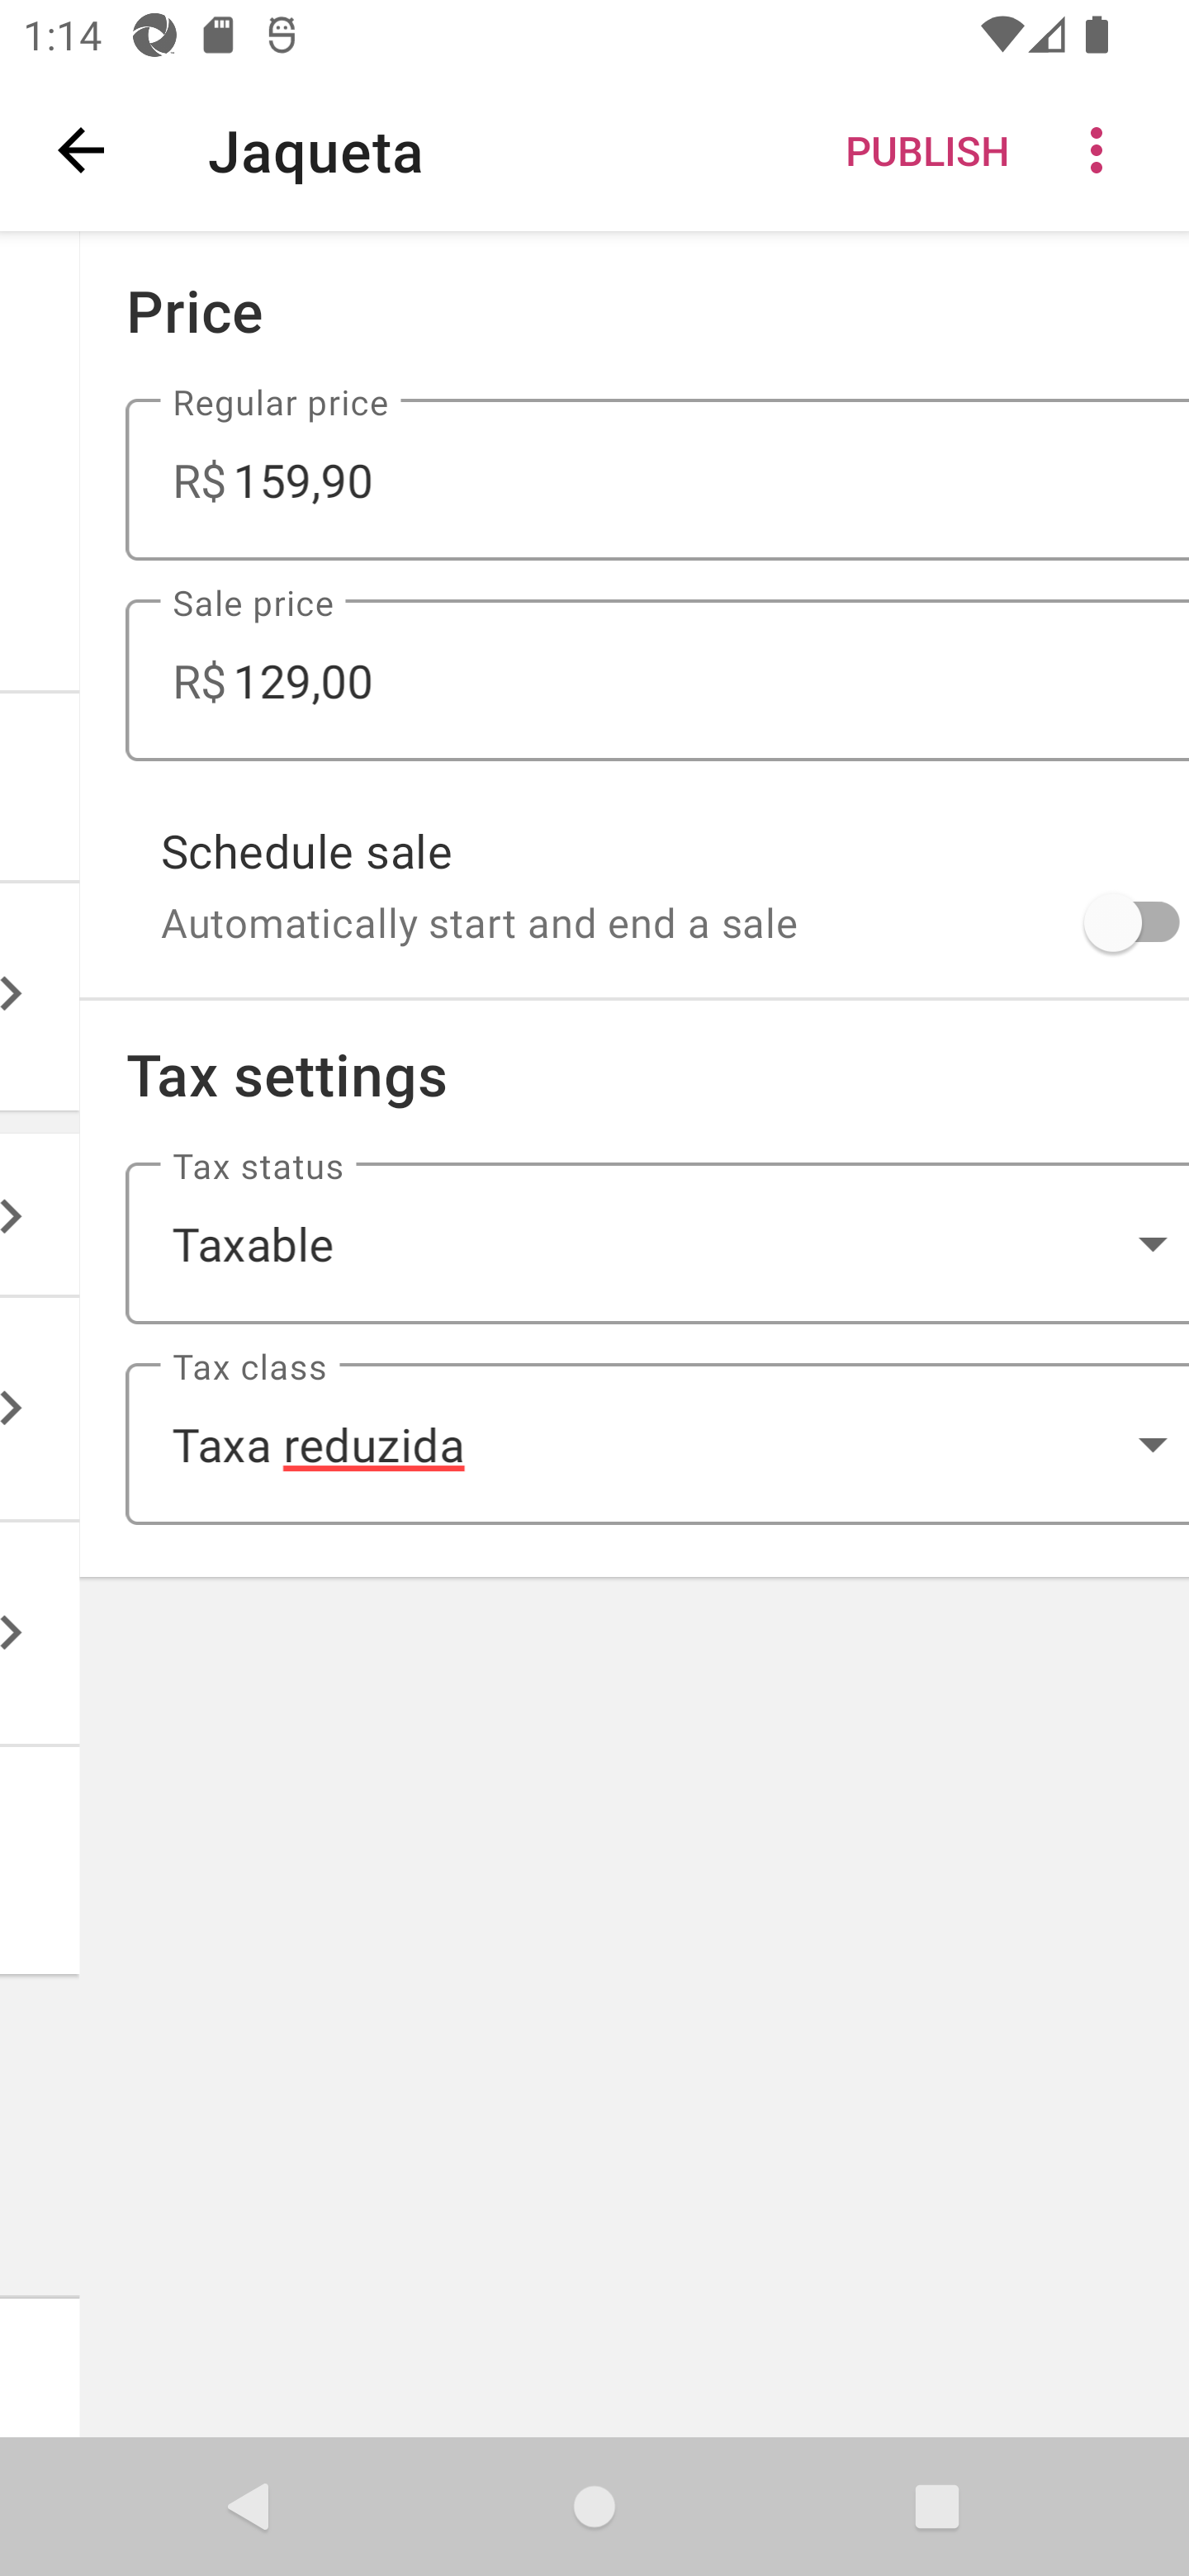 1:14
Jaqueta
PUBLISH
Price
Regular price
R$ 159,90
Sale price
R$ 129,00
Schedule sale
Automatically start and end a sale
Tax settings
Tax status
Taxable
Tax class
Taxa reduzida